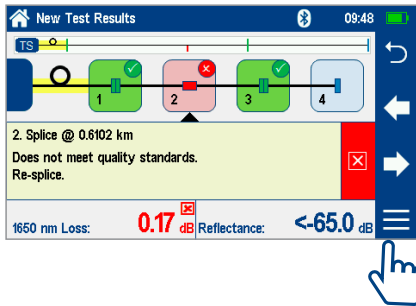 New Test Results 09:48
TS
1 2 3 4
2. Splice @ 0.6102 km
Does not meet quality standards.
Re-splice.
1650 nm Loss: 0.17 dB Reflectance: <-65.0 dB